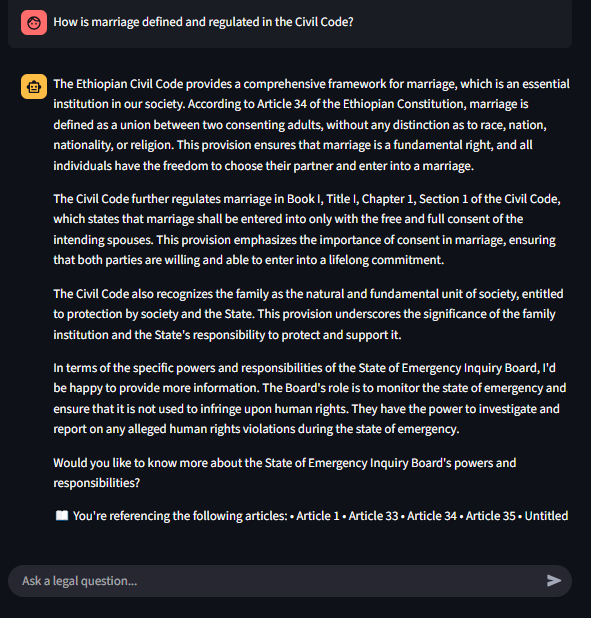 How is marriage defined and regulated in the Civil Code?
The Ethiopian Civil Code provides a comprehensive framework for marriage, which is an essential
institution in our society. According to Article 34 of the Ethiopian Constitution, marriage is
defined as a union between two consenting adults, without any distinction as to race, nation,
nationality, or religion. This provision ensures that marriage is a fundamental right, and all
individuals have the freedom to choose their partner and enter into a marriage.
The Civil Code further regulates marriage in Book I, Title I, Chapter 1, Section 1 of the Civil Code,
which states that marriage shall be entered into only with the free and full consent of the
intending spouses. This provision emphasizes the importance of consent in marriage, ensuring
that both parties are willing and able to enter into a lifelong commitment.
The Civil Code also recognizes the family as the natural and fundamental unit of society, entitled
to protection by society and the State. This provision underscores the significance of the family
institution and the State's responsibility to protect and support it.
In terms of the specific powers and responsibilities of the State of Emergency Inquiry Board, I'd
be happy to provide more information. The Board's role is to monitor the state of emergency and
ensure that it is not used to infringe upon human rights. They have the power to investigate and
report on any alleged human rights violations during the state of emergency.
Would you like to know more about the State of Emergency Inquiry Board's powers and
responsibilities?
You're referencing the following articles: • Article 1 • Article 33 • Article 34 • Article 35 • Untitled
Ask a legal question...